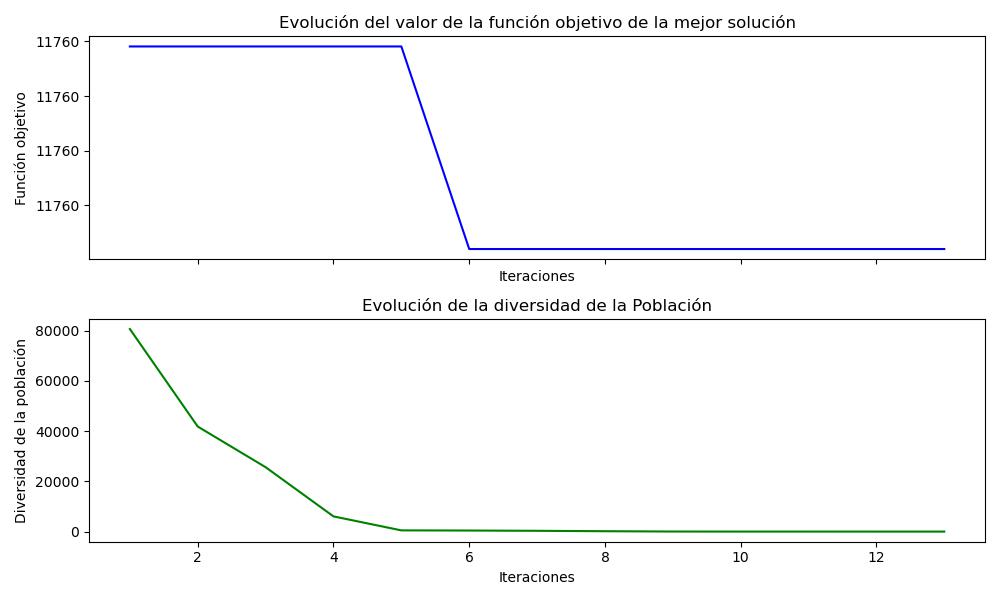 Evolución del valor de la función objetivo de la mejor solución
11760
11760
11760
11760
Función objetivo
Iteraciones
Evolución de la diversidad de la Población
80000
60000
40000
20000
0
Diversidad de la población
2 4 6 8 10 12
Iteraciones